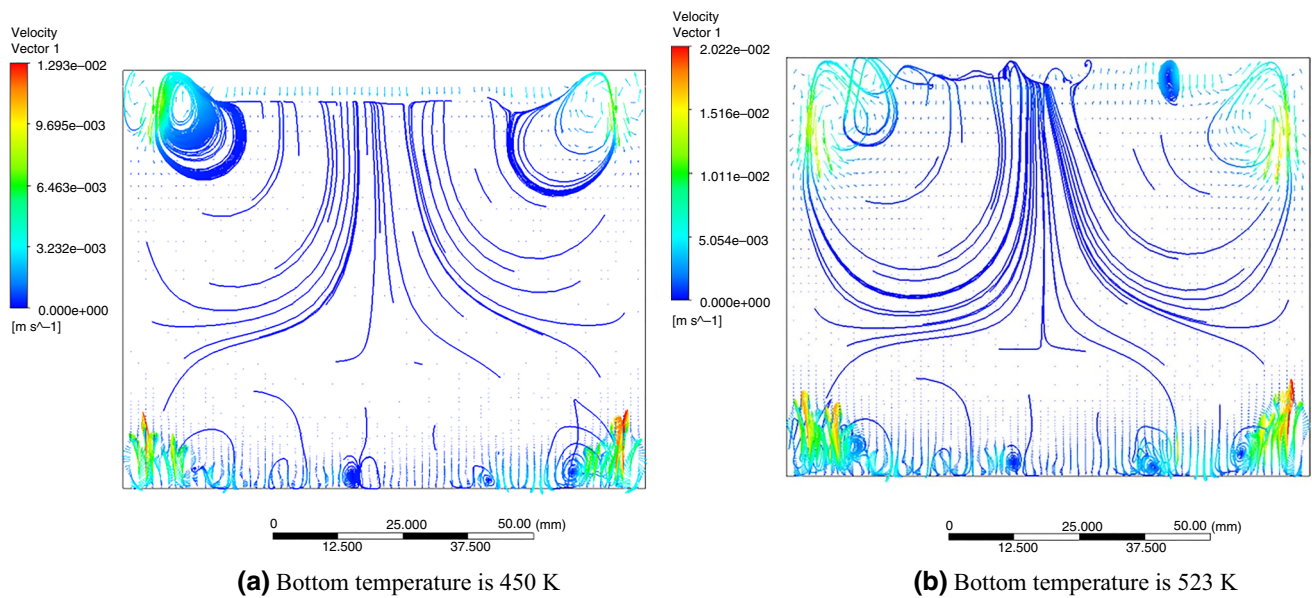 Velocity
Vector 1
1.293e–002
9.695e–003
6.463e–003
3.232e–003
0.000e+000
[m s^–1]
0 25.000 50.00 (mm)
12.500 37.500
(a) Bottom temperature is 450 K
Velocity
Vector 1
2.022e–002
1.516e–002
1.011e–002
5.054e–003
0.000e+000
[m s^–1]
0 25.000 50.00 (mm)
12.500 37.500
(b) Bottom temperature is 523 K